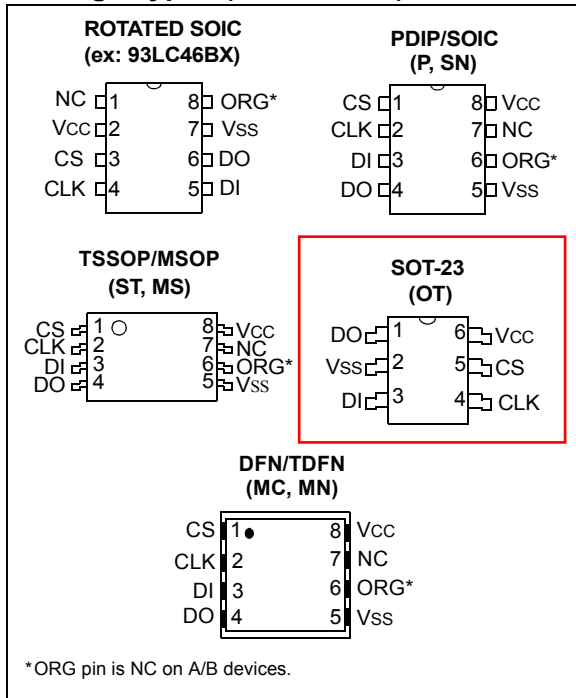 ROTATED SOIC
(ex: 93LC46BX)
NC 1 8 ORG*
VCC 2 7 VSS
CS 3 6 DO
CLK 4 5 DI
PDIP/SOIC
(P, SN)
CS 1 8 VCC
CLK 2 7 NC
DI 3 6 ORG*
DO 4 5 VSS
TSSOP/MSOP
(ST, MS)
CS 1 8 VCC
CLK 2 7 NC
DI 3 6 ORG*
DO 4 5 VSS
SOT-23
(OT)
DO 1 6 VCC
VSS 2 5 CS
DI 3 4 CLK
DFN/TDFN
(MC, MN)
CS 1 8 VCC
CLK 2 7 NC
DI 3 6 ORG*
DO 4 5 VSS
*ORG pin is NC on A/B devices.